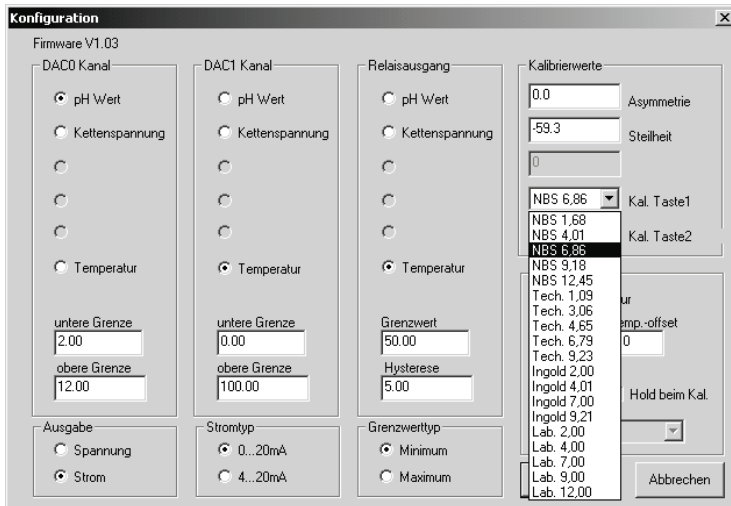 Konfiguration
Firmware V1.03
DAC0 Kanal
pH Wert
Kettenspannung
Temperatur
untere Grenze
2.00
obere Grenze
12.00
Ausgabe
Spannung
Strom
DAC1 Kanal
pH Wert
Kettenspannung
Temperatur
untere Grenze
0.00
obere Grenze
100.00
Stromtyp
0...20mA
4...20mA
Relaisausgang
pH Wert
Kettenspannung
Temperatur
Grenzwert
50.00
Hysterese
5.00
Grenzwerttyp
Minimum
Maximum
Kalibrierwerte
0.0
Asymmetrie
-59.3
Steilheit
0
NBS 6,86
Kal. Taste1
Kal. Taste2
NBS 1,68
NBS 4,01
NBS 6,86
NBS 9,18
NBS 12,45
Tech. 1,09
Tech. 3,06
Tech. 4,65
Tech. 6,79
Tech. 9,23
Ingold 2,00
Ingold 4,01
Ingold 7,00
Ingold 9,21
Lab. 2,00
Lab. 4,00
Lab. 7,00
Lab. 9,00
Lab. 12,00
ur
emp.-offset
0
Hold beim Kal.
Abbrechen